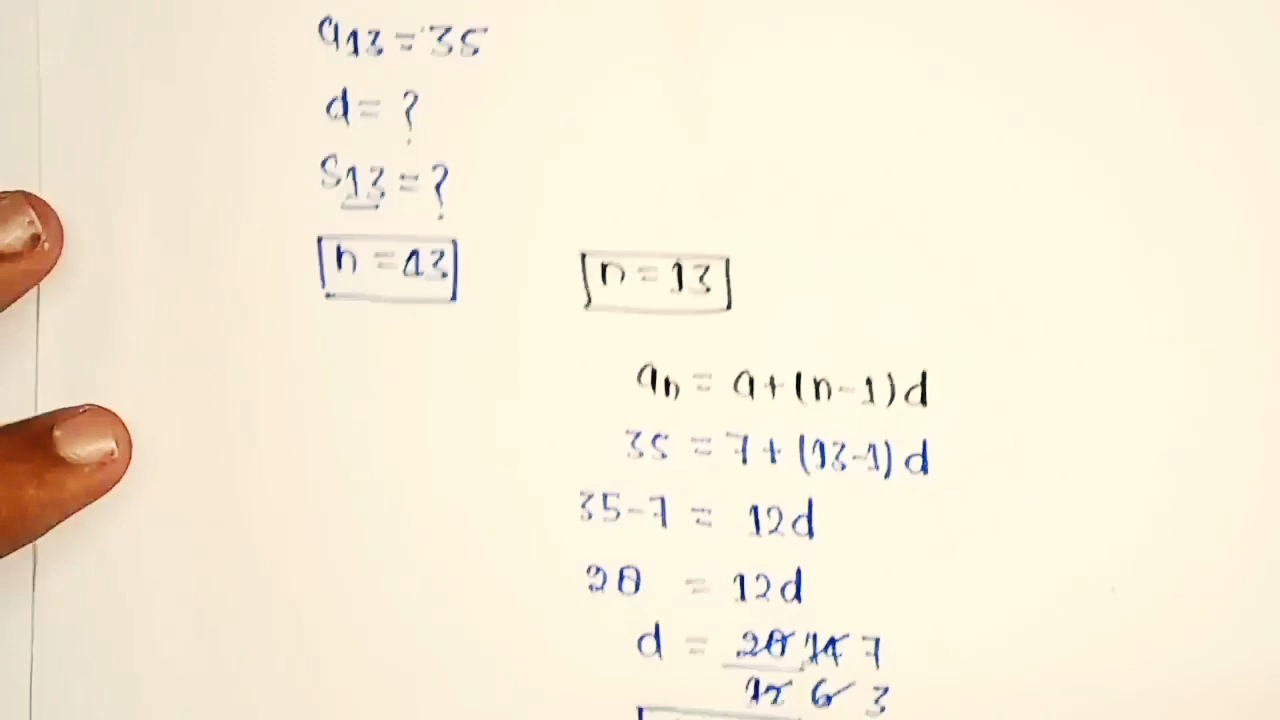 a13 = 35
d = ?
S13 = ?
n = 13
n = 13
an = a + (n - 1) d
35 = 7 + (13 - 1) d
35 - 7 = 12d
28 = 12d
d = 28 14 7
12 6 3